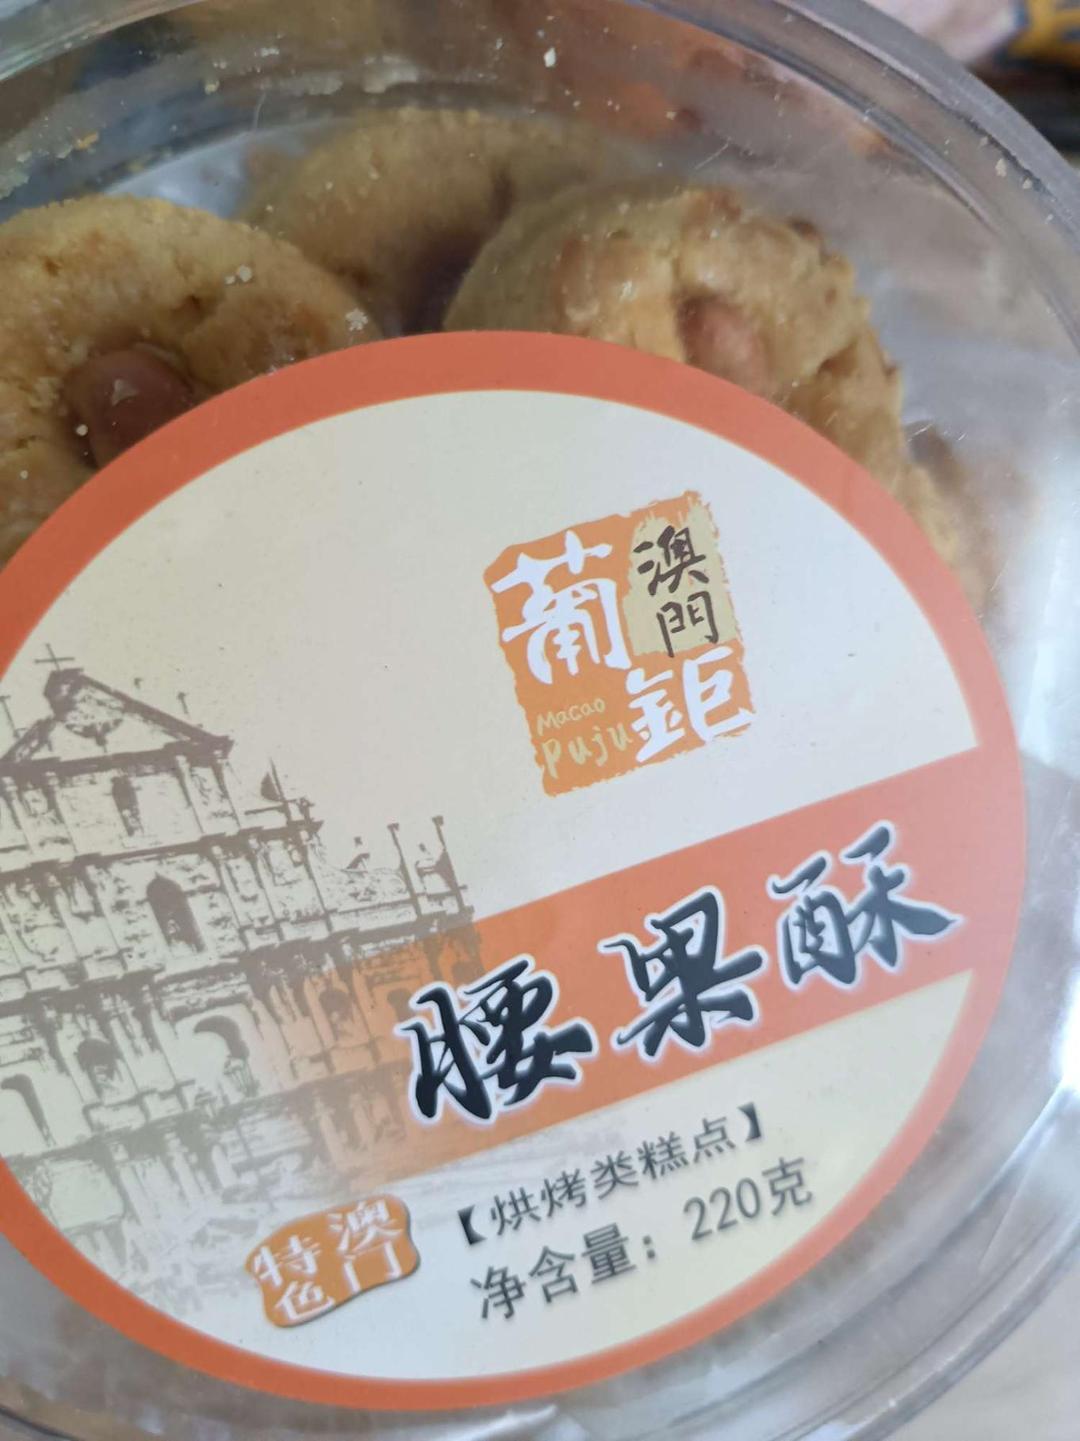 澳門
葡鉅
Macao
Puju
腰果酥
【烘烤类糕点】
净含量：220克
澳门
特色